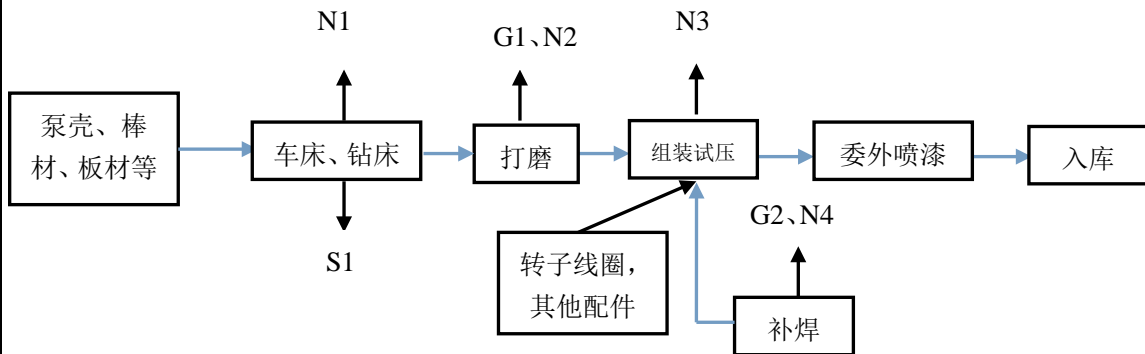 N1
G1、N2
N3
泵壳、棒
材、板材等
车床、钻床
打磨
组装试压
委外喷漆
入库
S1
转子线圈，
其他配件
G2、N4
补焊